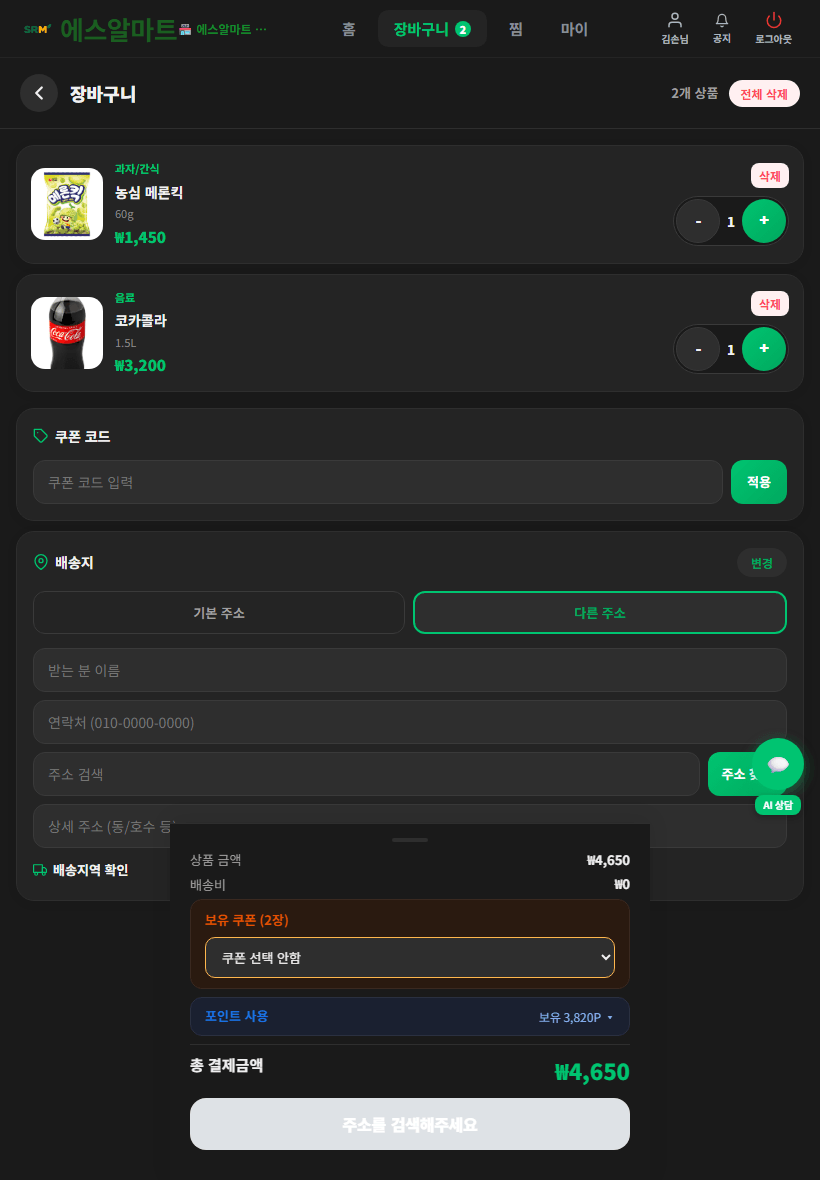 SRM 에스알마트 에스알마트 ... 홈 장바구니 2 찜 마이 김손님 공지 로그아웃
장바구니 2개 상품 전체 삭제
과자/간식 삭제
농심 메론킥
60g - 1 +
₩1,450
메론킥
음료 삭제
코카콜라
1.5L - 1 +
₩3,200
Coca-Cola
쿠폰 코드
쿠폰 코드 입력 적용
배송지 변경
기본 주소 다른 주소
받는 분 이름
연락처 (010-0000-0000)
주소 검색 주소
AI 상담
상세 주소 (동/호수 등
배송지역 확인
상품 금액 ₩4,650
배송비 ₩0
보유 쿠폰 (2장)
쿠폰 선택 안함
포인트 사용 보유 3,820P
총 결제금액 ₩4,650
주소를 검색해주세요